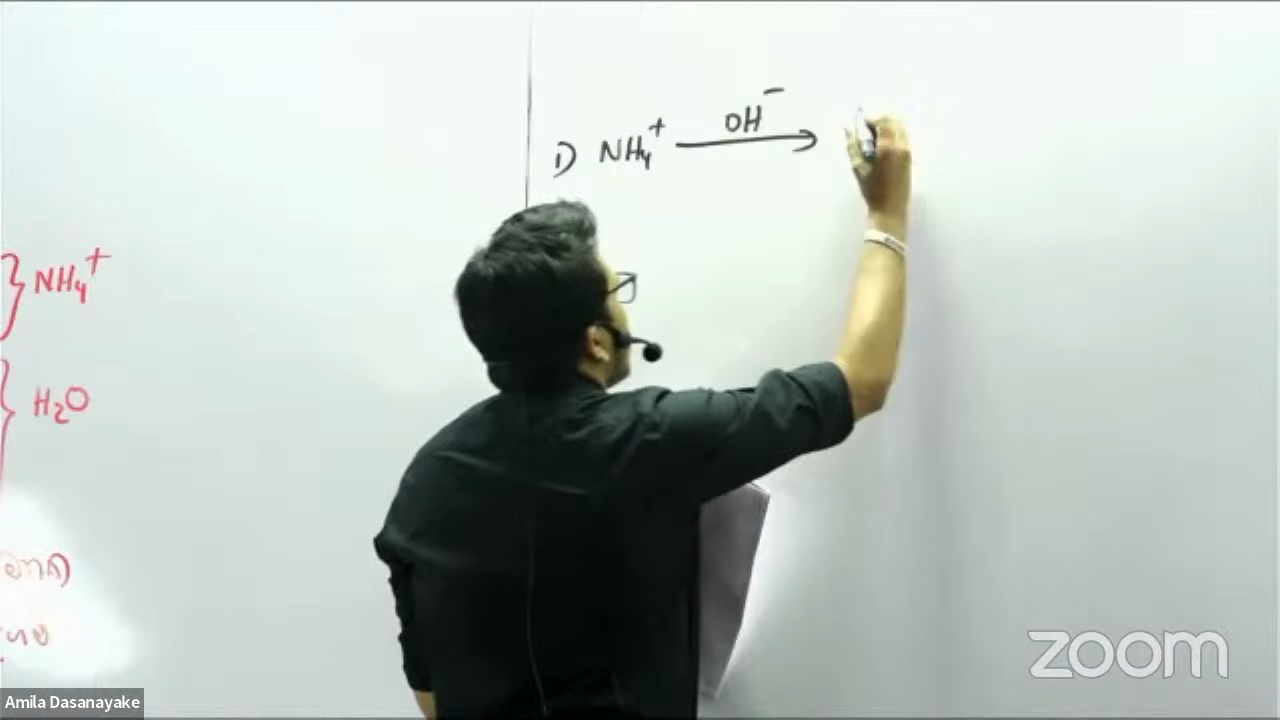 1) NH₄⁺ OH⁻ →
} NH₄⁺
} H₂O
zoom
Amila Dasanayake